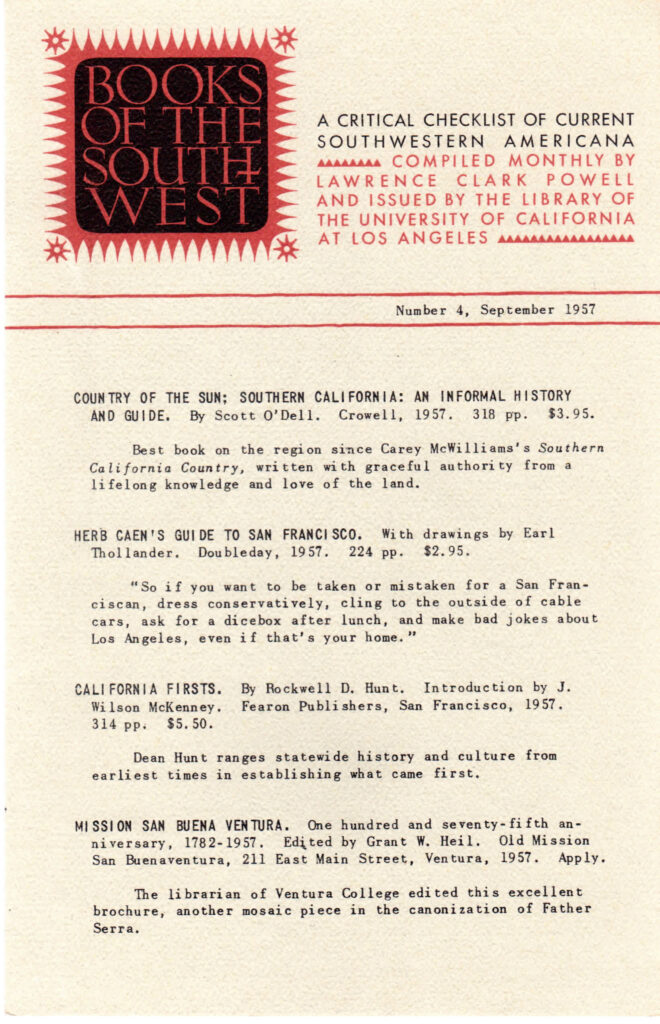 BOOKS
OF THE
SOUTH-
WEST
A CRITICAL CHECKLIST OF CURRENT
SOUTHWESTERN AMERICANA
COMPILED MONTHLY BY
LAWRENCE CLARK POWELL
AND ISSUED BY THE LIBRARY OF
THE UNIVERSITY OF CALIFORNIA
AT LOS ANGELES
Number 4, September 1957
COUNTRY OF THE SUN; SOUTHERN CALIFORNIA: AN INFORMAL HISTORY
AND GUIDE. By Scott O'Dell. Crowell, 1957. 318 pp. $3.95.
Best book on the region since Carey McWilliams's Southern
California Country, written with graceful authority from a
lifelong knowledge and love of the land.
HERB CAEN'S GUIDE TO SAN FRANCISCO. With drawings by Earl
Thollander. Doubleday, 1957. 224 pp. $2.95.
"So if you want to be taken or mistaken for a San Fran-
ciscan, dress conservatively, cling to the outside of cable
cars, ask for a dicebox after lunch, and make bad jokes about
Los Angeles, even if that's your home."
CALIFORNIA FIRSTS. By Rockwell D. Hunt. Introduction by J.
Wilson McKenney. Fearon Publishers, San Francisco, 1957.
314 pp. $5.50.
Dean Hunt ranges statewide history and culture from
earliest times in establishing what came first.
MISSION SAN BUENA VENTURA. One hundred and seventy-fifth an-
niversary, 1782-1957. Edited by Grant W. Heil. Old Mission
San Buenaventura, 211 East Main Street, Ventura, 1957. Apply.
The librarian of Ventura College edited this excellent
brochure, another mosaic piece in the canonization of Father
Serra.